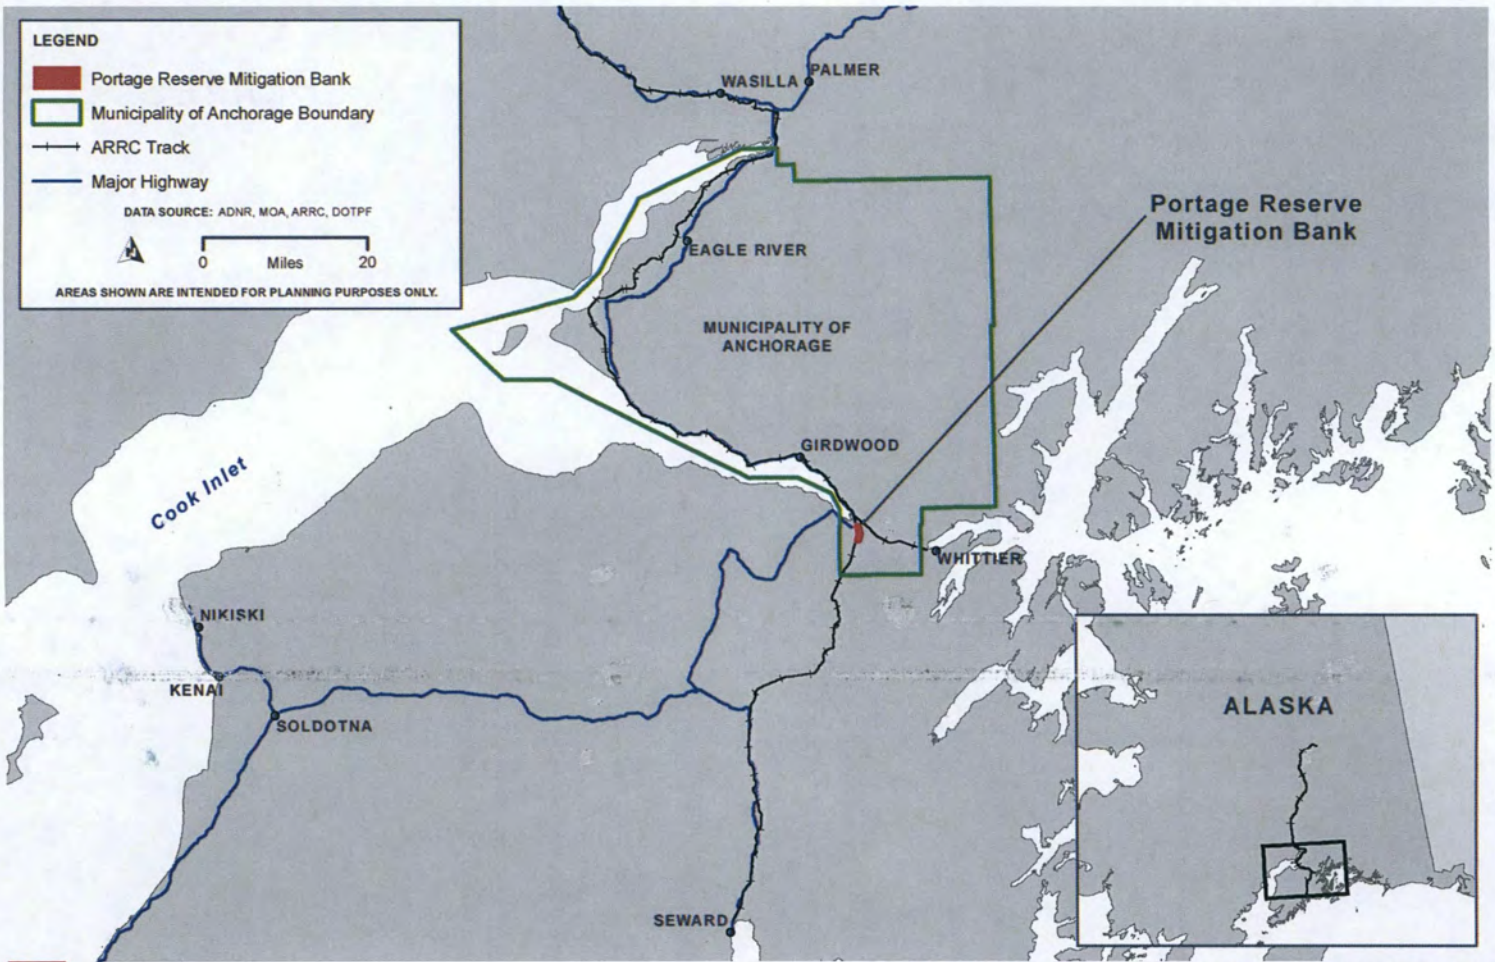 LEGEND
Portage Reserve Mitigation Bank
Municipality of Anchorage Boundary
ARRC Track
Major Highway
DATA SOURCE: ADNR, MOA, ARRC, DOTPF
N
0 Miles 20
AREAS SHOWN ARE INTENDED FOR PLANNING PURPOSES ONLY.
WASILLA
PALMER
Portage Reserve
Mitigation Bank
EAGLE RIVER
MUNICIPALITY OF
ANCHORAGE
GIRDWOOD
Cook Inlet
WHITTIER
NIKISKI
KENAI
SOLDOTNA
ALASKA
SEWARD